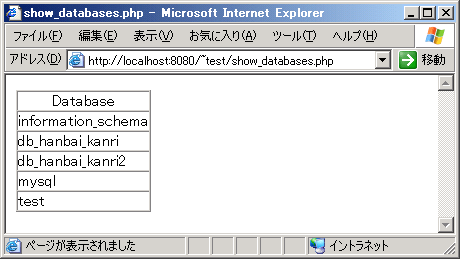 show_databases.php - Microsoft Internet Explorer
ファイル(F) 編集(E) 表示(V) お気に入り(A) ツール(T) ヘルプ(H)
アドレス(D) http://localhost:8080/~test/show_databases.php 移動
Database
information_schema
db_hanbai_kanri
db_hanbai_kanri2
mysql
test
ページが表示されました イントラネット